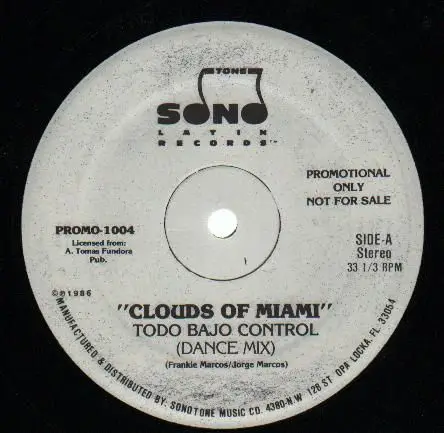 TONE
SONO
LATIN
RECORDS™
PROMOTIONAL
ONLY
NOT FOR SALE
PROMO-1004
Licensed from:
A. Tomas Fundora
Pub.
SIDE-A
Stereo
33 1/3 RPM
©℗1986
"CLOUDS OF MIAMI"
TODO BAJO CONTROL
(DANCE MIX)
(Frankie Marcos/Jorge Marcos)
MANUFACTURED & DISTRIBUTED BY. SONOTONE MUSIC CO. 4380-N.W 128 ST. OPA LOCKA, FL. 33054